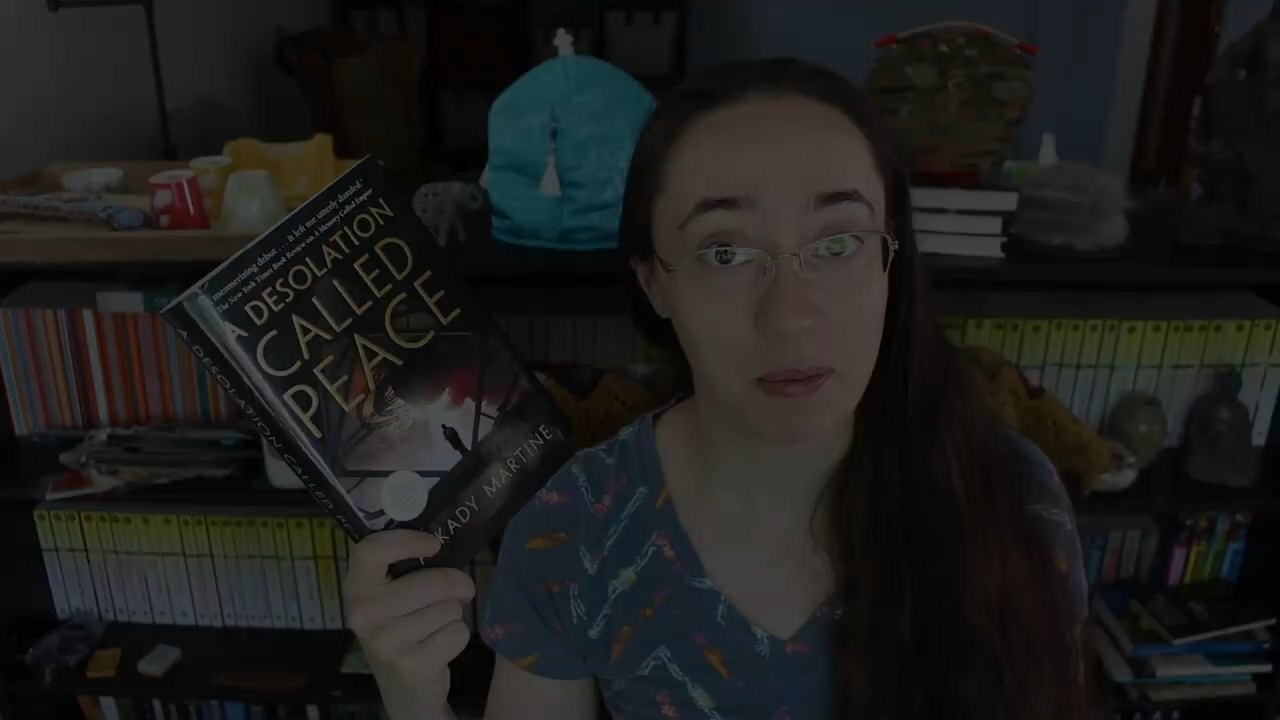 mesmerizing debut . . . It left me utterly dazzled."
The New York Times Book Review on A Memory Called Empire
A DESOLATION
CALLED
PEACE
KADY MARTINE
A DESOLATION CALLED